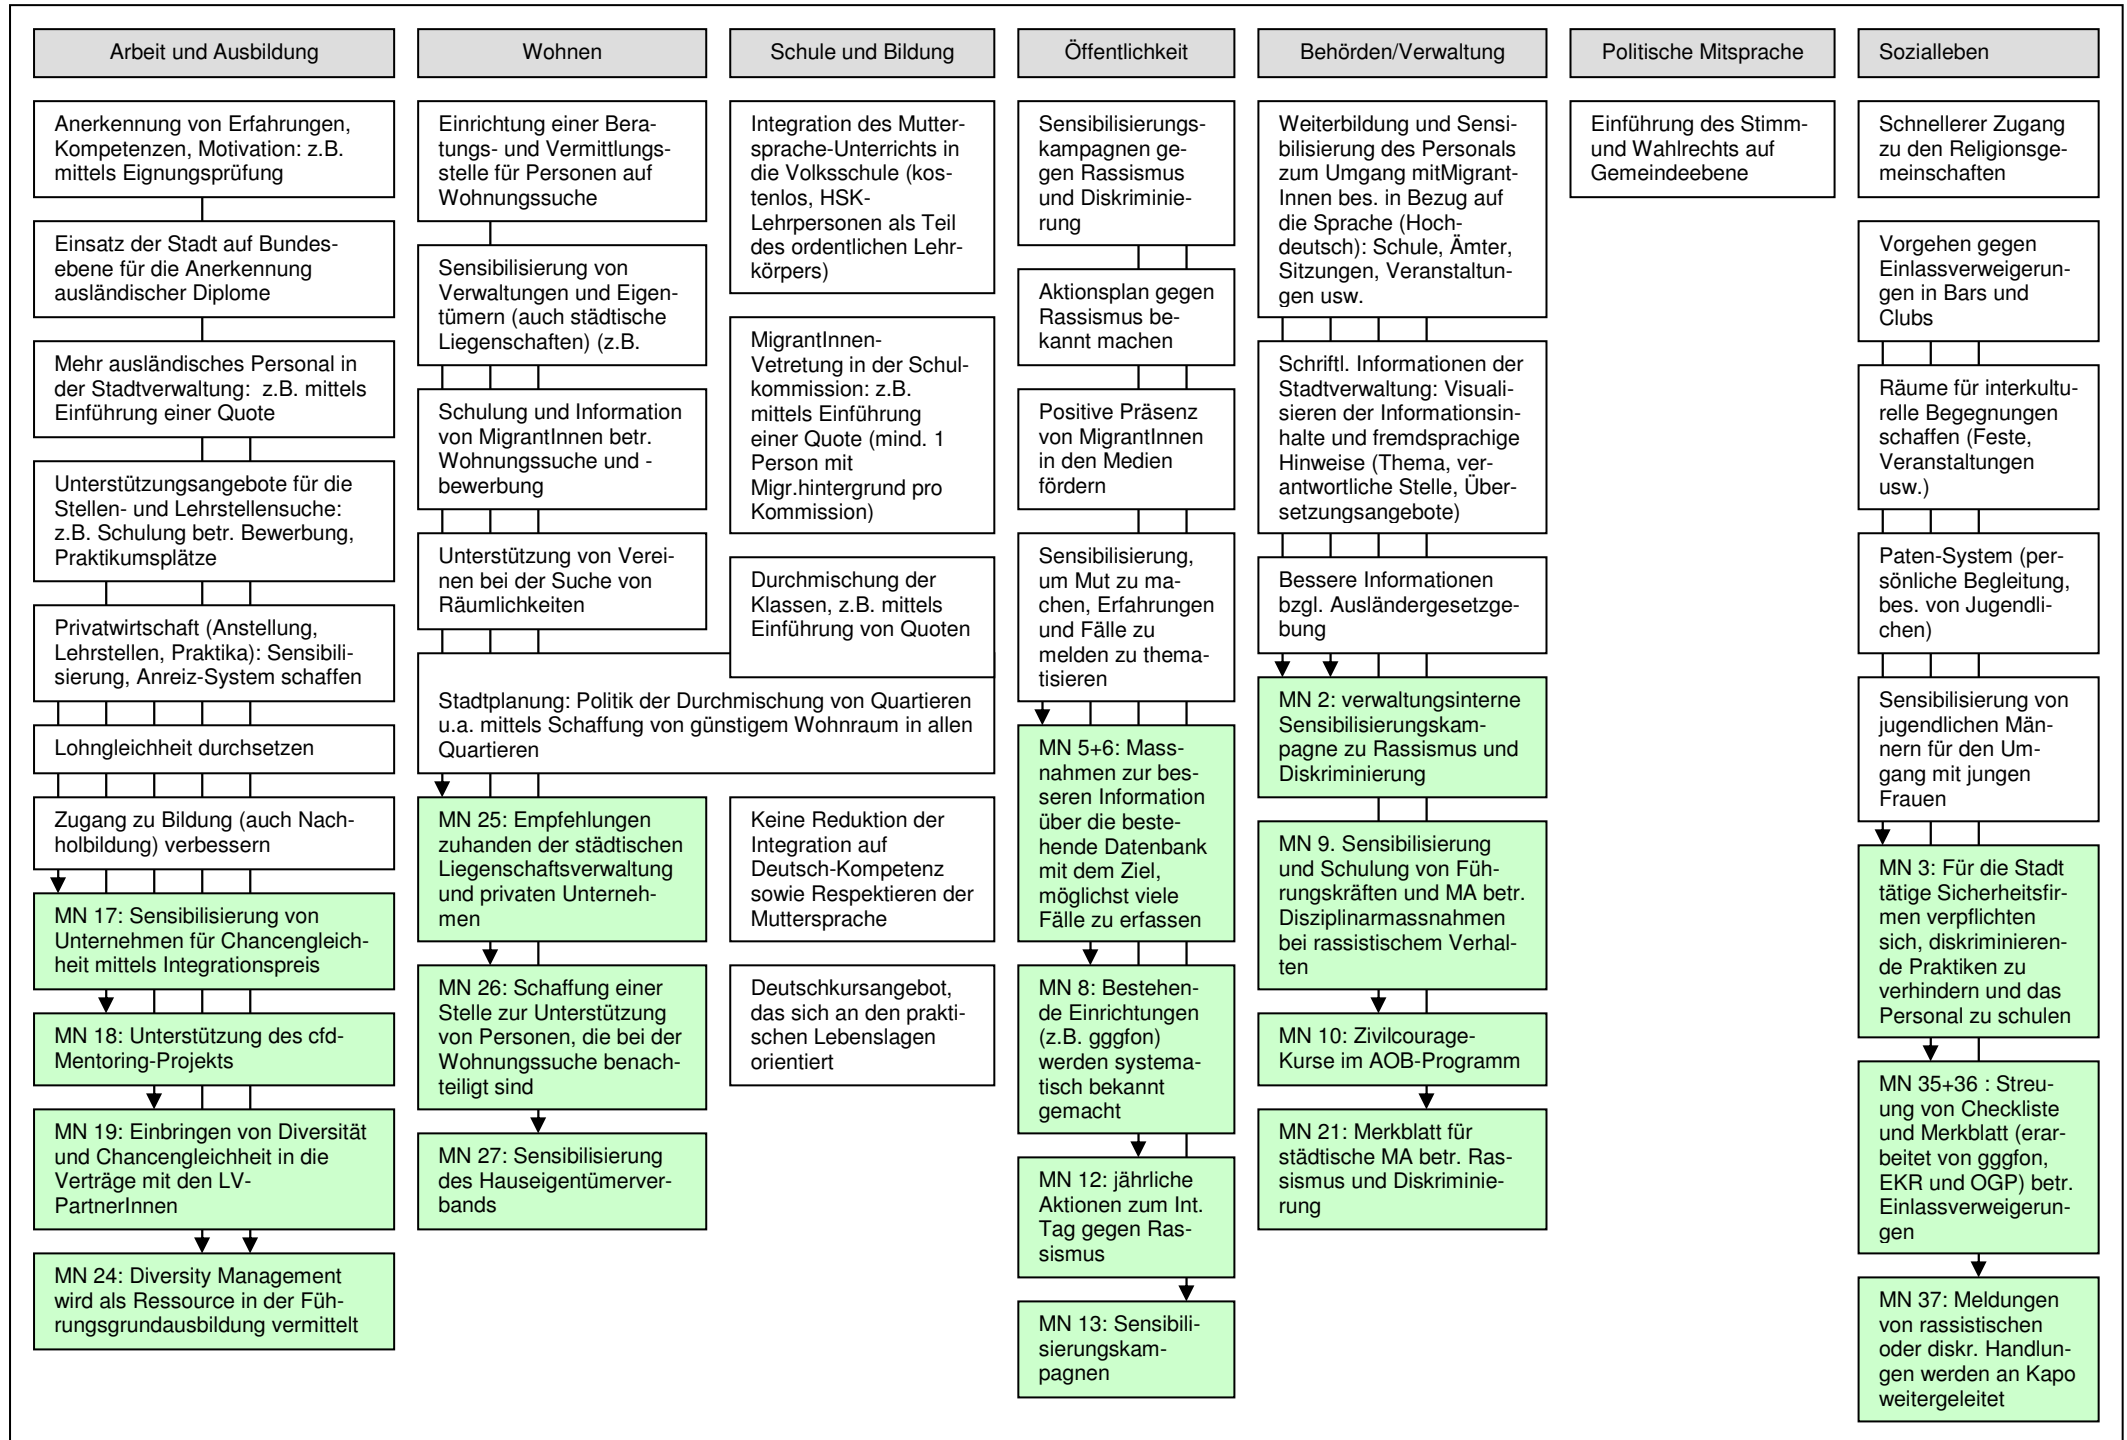 Arbeit und Ausbildung
Anerkennung von Erfahrungen,
Kompetenzen, Motivation: z.B.
mittels Eignungsprüfung
Einsatz der Stadt auf Bundes-
ebene für die Anerkennung
ausländischer Diplome
Mehr ausländisches Personal in
der Stadtverwaltung:  z.B. mittels
Einführung einer Quote
Unterstützungsangebote für die
Stellen- und Lehrstellensuche:
z.B. Schulung betr. Bewerbung,
Praktikumsplätze
Privatwirtschaft (Anstellung,
Lehrstellen, Praktika): Sensibili-
sierung, Anreiz-System schaffen
Lohngleichheit durchsetzen
Zugang zu Bildung (auch Nach-
holbildung) verbessern
MN 17: Sensibilisierung von
Unternehmen für Chancengleich-
heit mittels Integrationspreis
MN 18: Unterstützung des cfd-
Mentoring-Projekts
MN 19: Einbringen von Diversität
und Chancengleichheit in die
Verträge mit den LV-
PartnerInnen
MN 24: Diversity Management
wird als Ressource in der Füh-
rungsgrundausbildung vermittelt
Wohnen
Einrichtung einer Bera-
tungs- und Vermittlungs-
stelle für Personen auf
Wohnungssuche
Sensibilisierung von
Verwaltungen und Eigen-
tümern (auch städtische
Liegenschaften) (z.B.
Schulung und Information
von MigrantInnen betr.
Wohnungssuche und -
bewerbung
Unterstützung von Verei-
nen bei der Suche von
Räumlichkeiten
Stadtplanung: Politik der Durchmischung von Quartieren
u.a. mittels Schaffung von günstigem Wohnraum in allen
Quartieren
MN 25: Empfehlungen
zuhanden der städtischen
Liegenschaftsverwaltung
und privaten Unterneh-
men
MN 26: Schaffung einer
Stelle zur Unterstützung
von Personen, die bei der
Wohnungssuche benach-
teiligt sind
MN 27: Sensibilisierung
des Hauseigentümerver-
bands
Schule und Bildung
Integration des Mutter-
sprache-Unterrichts in
die Volksschule (kos-
tenlos, HSK-
Lehrpersonen als Teil
des ordentlichen Lehr-
körpers)
MigrantInnen-
Vetretung in der Schul-
kommission: z.B.
mittels Einführung
einer Quote (mind. 1
Person mit
Migr.hintergrund pro
Kommission)
Durchmischung der
Klassen, z.B. mittels
Einführung von Quoten
Keine Reduktion der
Integration auf
Deutsch-Kompetenz
sowie Respektieren der
Muttersprache
Deutschkursangebot,
das sich an den prakti-
schen Lebenslagen
orientiert
Öffentlichkeit
Sensibilisierungs-
kampagnen ge-
gen Rassismus
und Diskriminie-
rung
Aktionsplan gegen
Rassismus be-
kannt machen
Positive Präsenz
von MigrantInnen
in den Medien
fördern
Sensibilisierung,
um Mut zu ma-
chen, Erfahrungen
und Fälle zu
melden zu thema-
tisieren
MN 5+6: Mass-
nahmen zur bes-
seren Information
über die beste-
hende Datenbank
mit dem Ziel,
möglichst viele
Fälle zu erfassen
MN 8: Bestehen-
de Einrichtungen
(z.B. gggfon)
werden systema-
tisch bekannt
gemacht
MN 12: jährliche
Aktionen zum Int.
Tag gegen Ras-
sismus
MN 13: Sensibili-
sierungskam-
pagnen
Behörden/Verwaltung
Weiterbildung und Sensi-
bilisierung des Personals
zum Umgang mitMigrant-
Innen bes. in Bezug auf
die Sprache (Hoch-
deutsch): Schule, Ämter,
Sitzungen, Veranstaltun-
gen usw.
Schriftl. Informationen der
Stadtverwaltung: Visuali-
sieren der Informationsin-
halte und fremdsprachige
Hinweise (Thema, ver-
antwortliche Stelle, Über-
setzungsangebote)
Bessere Informationen
bzgl. Ausländergesetzge-
bung
MN 2: verwaltungsinterne
Sensibilisierungskam-
pagne zu Rassismus und
Diskriminierung
MN 9. Sensibilisierung
und Schulung von Füh-
rungskräften und MA betr.
Disziplinarmassnahmen
bei rassistischem Verhal-
ten
MN 10: Zivilcourage-
Kurse im AOB-Programm
MN 21: Merkblatt für
städtische MA betr. Ras-
sismus und Diskriminie-
rung
Politische Mitsprache
Einführung des Stimm-
und Wahlrechts auf
Gemeindeebene
Sozialleben
Schnellerer Zugang
zu den Religionsge-
meinschaften
Vorgehen gegen
Einlassverweigerun-
gen in Bars und
Clubs
Räume für interkultu-
relle Begegnungen
schaffen (Feste,
Veranstaltungen
usw.)
Paten-System (per-
sönliche Begleitung,
bes. von Jugendli-
chen)
Sensibilisierung von
jugendlichen Män-
nern für den Um-
gang mit jungen
Frauen
MN 3: Für die Stadt
tätige Sicherheitsfir-
men verpflichten
sich, diskriminieren-
de Praktiken zu
verhindern und das
Personal zu schulen
MN 35+36 : Streu-
ung von Checkliste
und Merkblatt (erar-
beitet von gggfon,
EKR und OGP) betr.
Einlassverweigerun-
gen
MN 37: Meldungen
von rassistischen
oder diskr. Handlun-
gen werden an Kapo
weitergeleitet